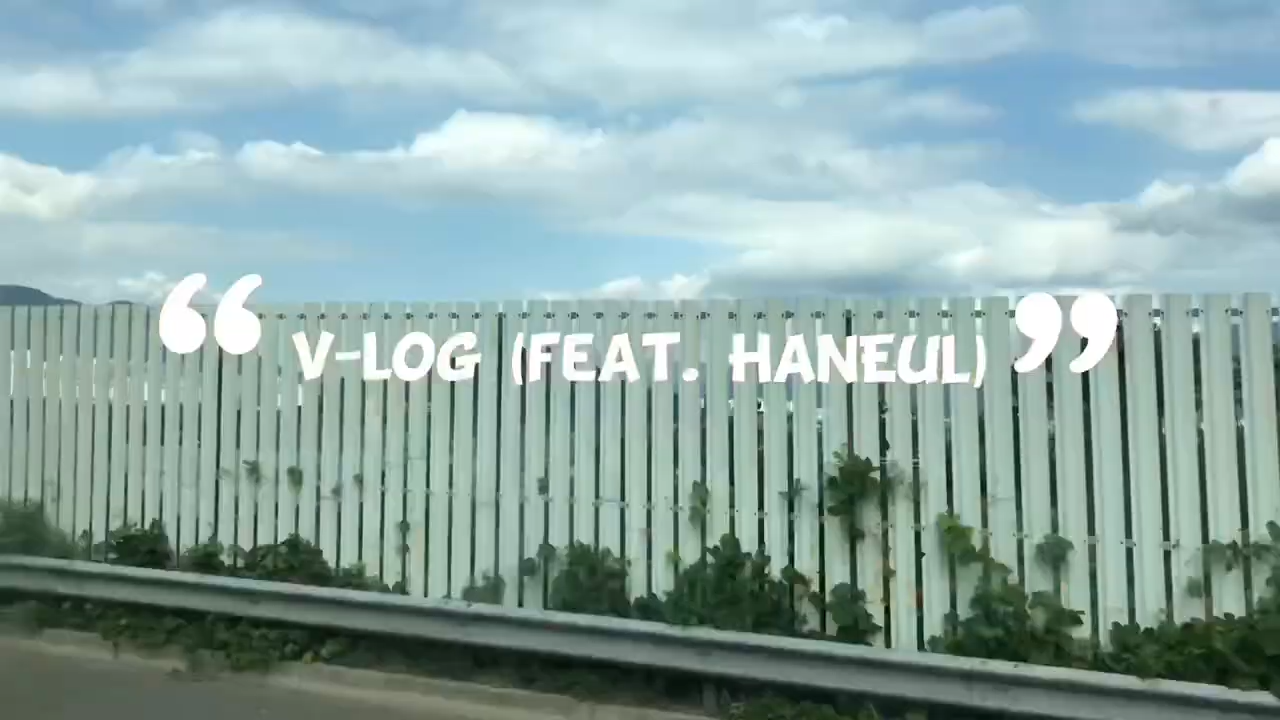 “ V-LOG (FEAT. HANEUL) ”